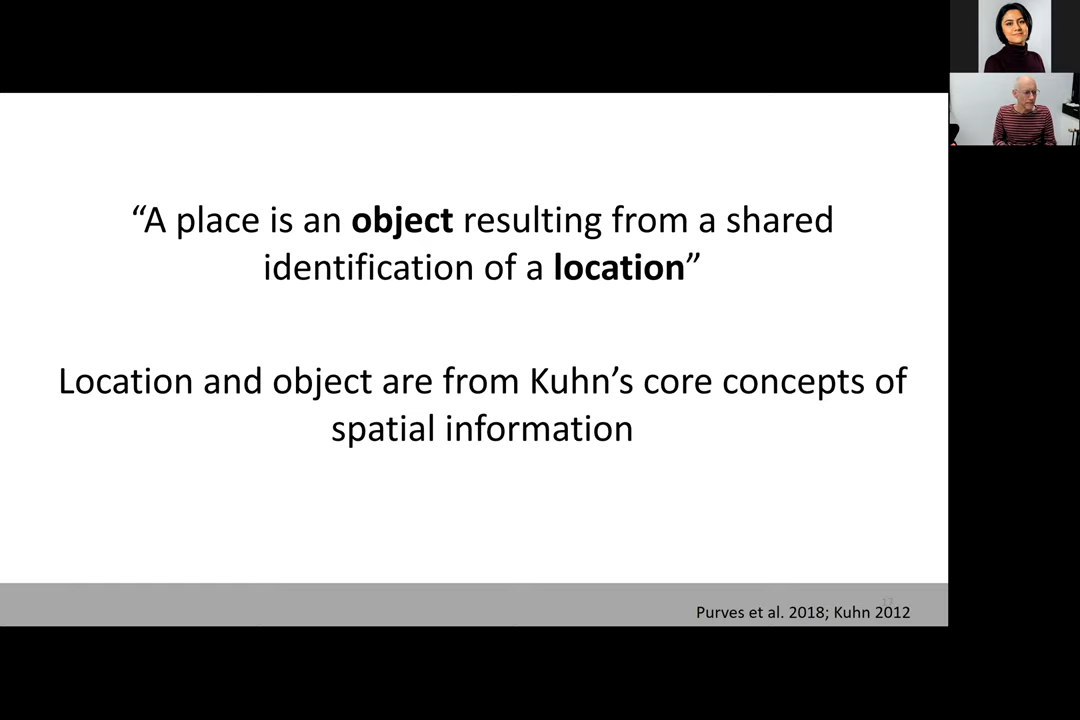 “A place is an object resulting from a shared
identification of a location”
Location and object are from Kuhn’s core concepts of
spatial information
17
Purves et al. 2018; Kuhn 2012